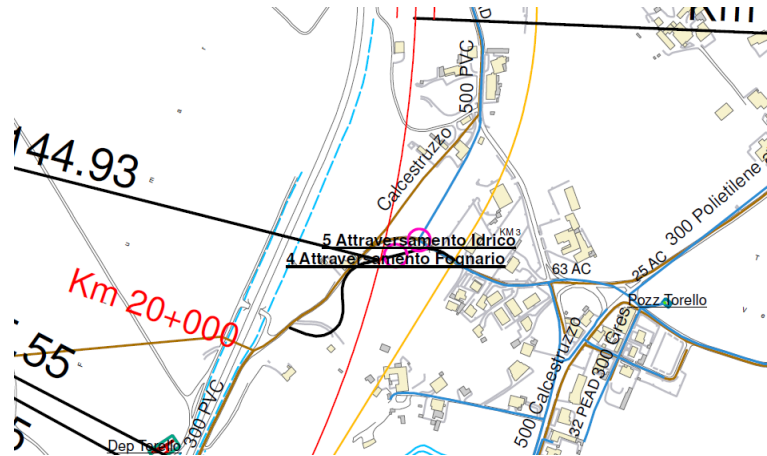 Km
500 PVC
144.93
Calcestruzzo
300 Polietilene a
KM 3
5 Attraversamento Idrico
4 Attraversamento Fognario
63 AC
25 AC
Km 20+000
Pozz Torello
55
300 Gres
500 Calcestruzzo
32 PEAD
300 PVC
Dep Torello